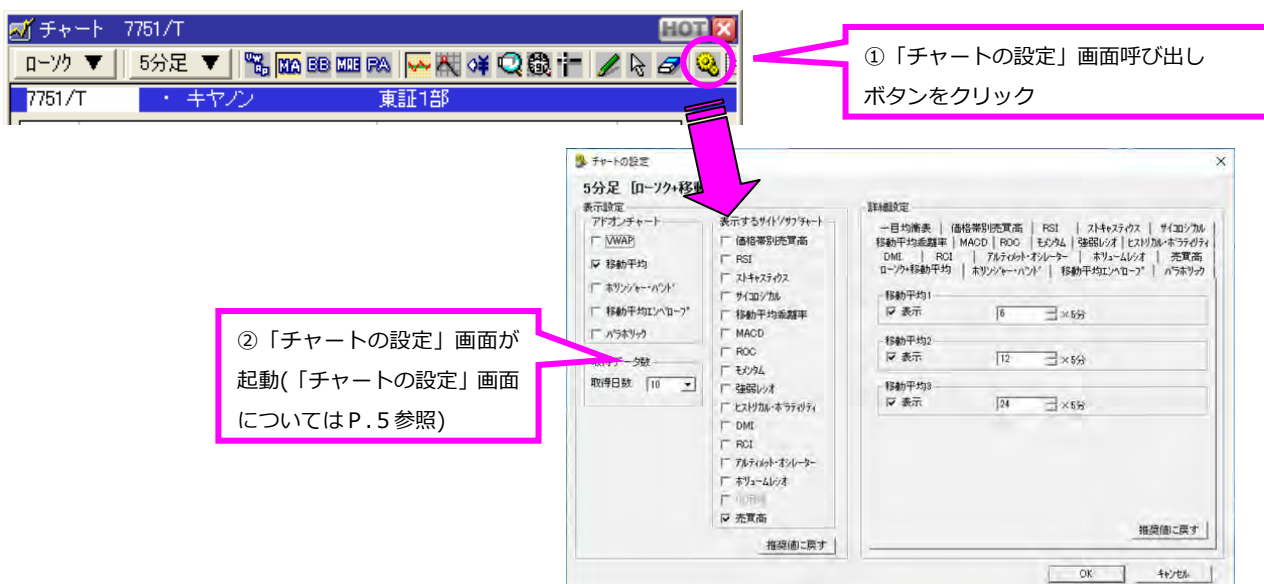 チャート 7751/T
HOT
ローソク ▼ 5分足 ▼ MA BB PA
7751/T ・ キヤノン 東証1部
①「チャートの設定」画面呼び出し
ボタンをクリック
チャートの設定
5分足 [ローソク+移
表示設定
アドオンチャート
VWAP
移動平均
ボリンジャー・バンド
移動平均エンベロープ
パラボリック
取得データ数
取得日数 10
表示するサイド/サブチャート
価格帯別売買高
RSI
ストキャスティクス
サイコロジカル
移動平均乖離率
MACD
ROC
モメンタム
強弱レシオ
ヒストリカル・ボラティリティ
DMI
RCI
アルティメット・オシレーター
ボリュームレシオ
売買高
推奨値に戻す
詳細設定
一目均衡表 価格帯別売買高 RSI ストキャスティクス サイコロジカル
移動平均乖離率 MACD ROC モメンタム 強弱レシオ ヒストリカル・ボラティリティ
DMI RCI アルティメット・オシレーター ボリュームレシオ 売買高
ローソク+移動平均 ボリンジャー・バンド 移動平均エンベロープ パラボリック
移動平均1
表示 6 ×5分
移動平均2
表示 12 ×5分
移動平均3
表示 24 ×5分
推奨値に戻す
OK キャンセル
②「チャートの設定」画面が
起動(「チャートの設定」画面
についてはP.5参照)